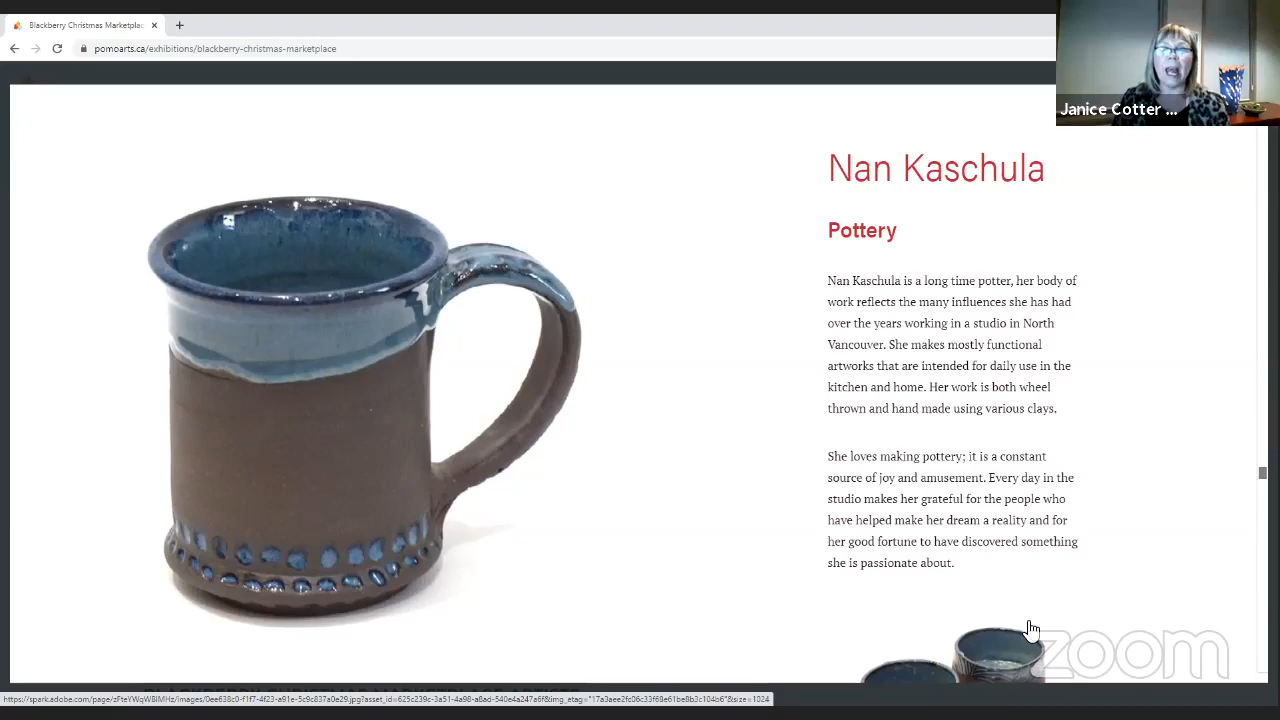 Blackberry Christmas Marketplac
pomoarts.ca/exhibitions/blackberry-christmas-marketplace
Janice Cotter ...
Nan Kaschula
Pottery
Nan Kaschula is a long time potter, her body of
work reflects the many influences she has had
over the years working in a studio in North
Vancouver. She makes mostly functional
artworks that are intended for daily use in the
kitchen and home. Her work is both wheel
thrown and hand made using various clays.
She loves making pottery; it is a constant
source of joy and amusement. Every day in the
studio makes her grateful for the people who
have helped make her dream a reality and for
her good fortune to have discovered something
she is passionate about.
zoom
BLACKBERRY CHRISTMAS MARKETPLACE ARTISTS